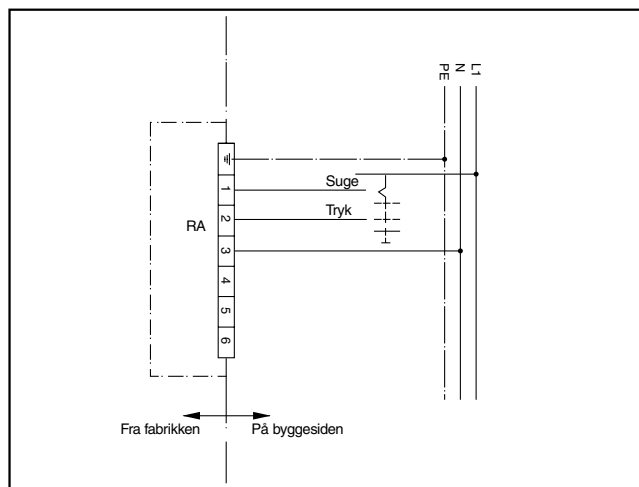 L1
N
PE
1
Suge
2
Tryk
RA
3
4
5
6
Fra fabrikken
På byggesiden